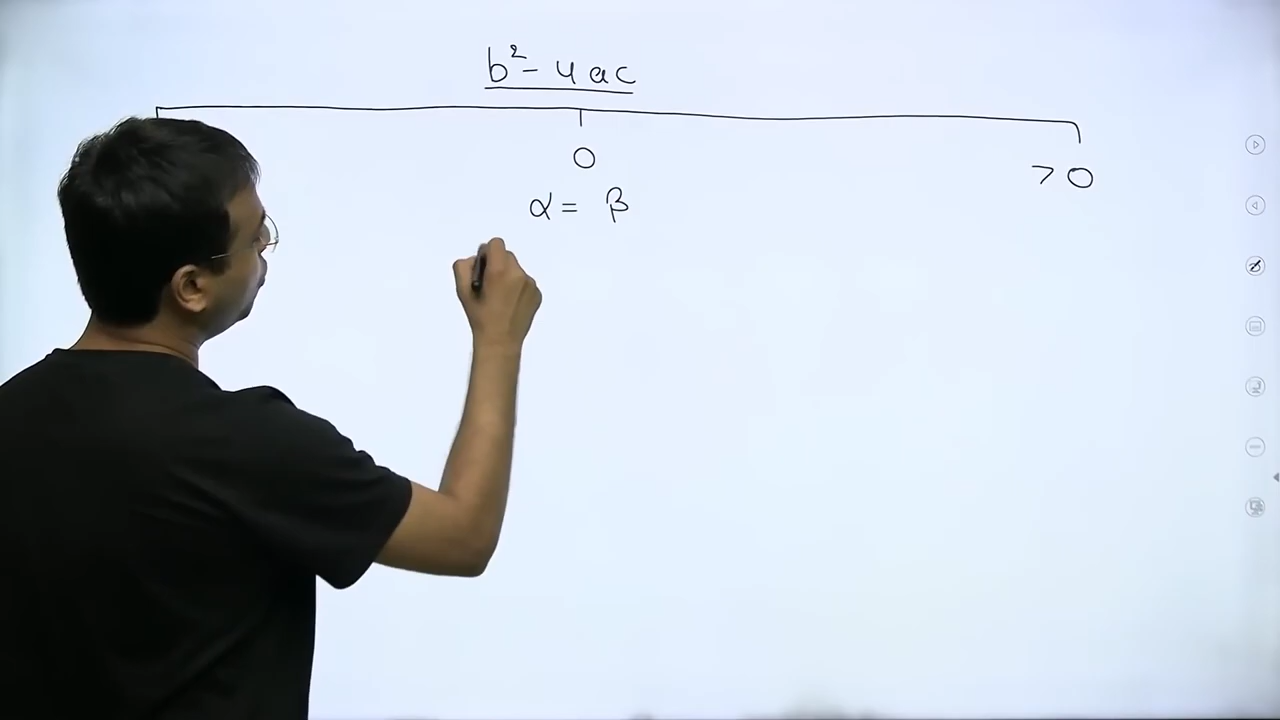 b² - 4ac
0
> 0
α = β